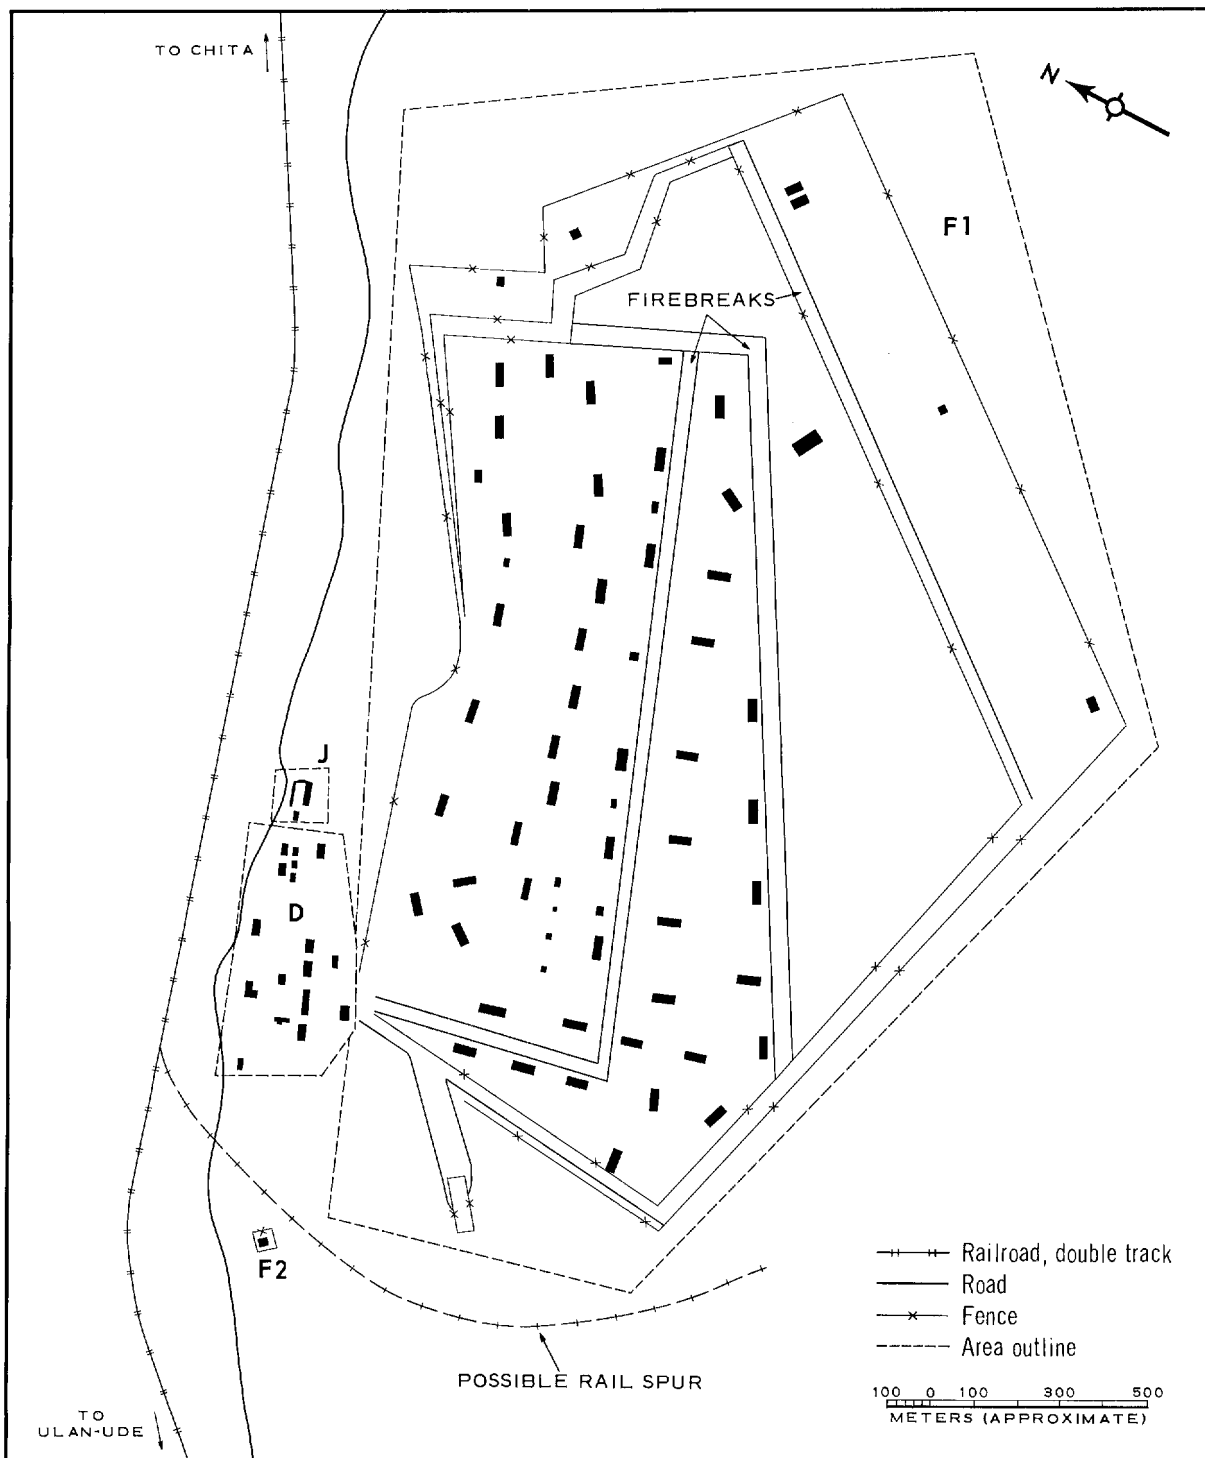 TO CHITA
N
F1
FIREBREAKS
J
D
F2
POSSIBLE RAIL SPUR
TO
ULAN-UDE
Railroad, double track
Road
Fence
Area outline
100 0 100 300 500
METERS (APPROXIMATE)